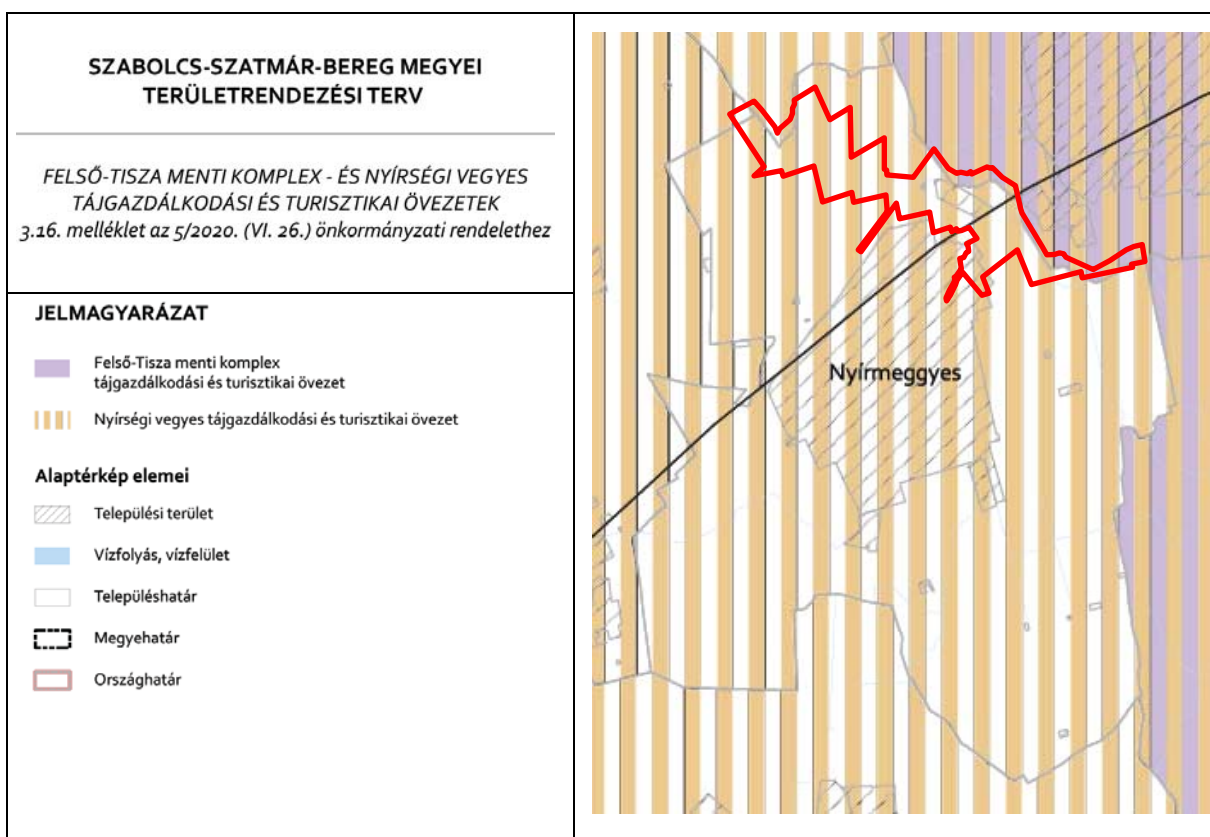 SZABOLCS-SZATMÁR-BEREG MEGYEI
TERÜLETRENDEZÉSI TERV
FELSŐ-TISZA MENTI KOMPLEX - ÉS NYÍRSÉGI VEGYES
TÁJGAZDÁLKODÁSI ÉS TURISZTIKAI ÖVEZETEK
3.16. melléklet az 5/2020. (VI. 26.) önkormányzati rendelethez
JELMAGYARÁZAT
Felső-Tisza menti komplex
tájgazdálkodási és turisztikai övezet
Nyírségi vegyes tájgazdálkodási és turisztikai övezet
Alaptérkép elemei
Települési terület
Vízfolyás, vízfelület
Településhatár
Megyehatár
Országhatár
Nyírmeggyes